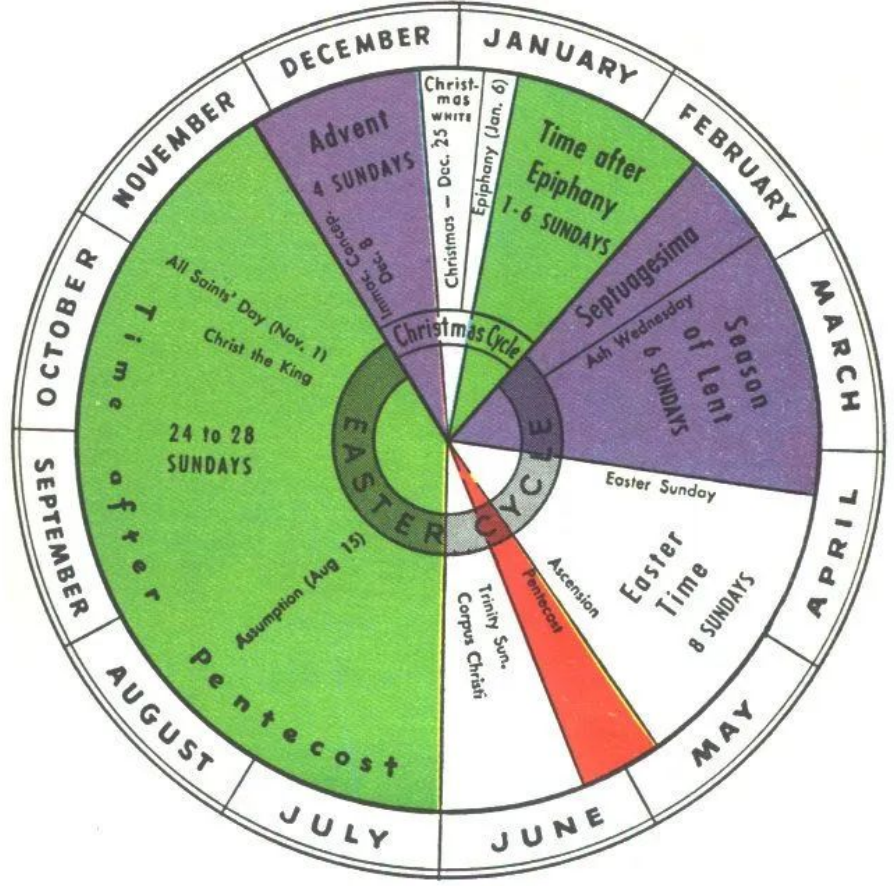 DECEMBER
JANUARY
FEBRUARY
MARCH
APRIL
MAY
JUNE
JULY
AUGUST
SEPTEMBER
OCTOBER
NOVEMBER
Advent
4 SUNDAYS
Immac. Concep.
Dec. 8
Christ-
mas
WHITE
Christmas – Dec. 25
Epiphany (Jan. 6)
Time after
Epiphany
1-6 SUNDAYS
Christmas Cycle
Septuagesima
Ash Wednesday
Season
of Lent
6 SUNDAYS
Easter Sunday
Easter
Time
8 SUNDAYS
Ascension
Pentecost
Trinity Sun.
Corpus Christi
EASTER CYCLE
Time after Pentecost
24 to 28
SUNDAYS
Assumption (Aug 15)
All Saints' Day (Nov. 1)
Christ the King